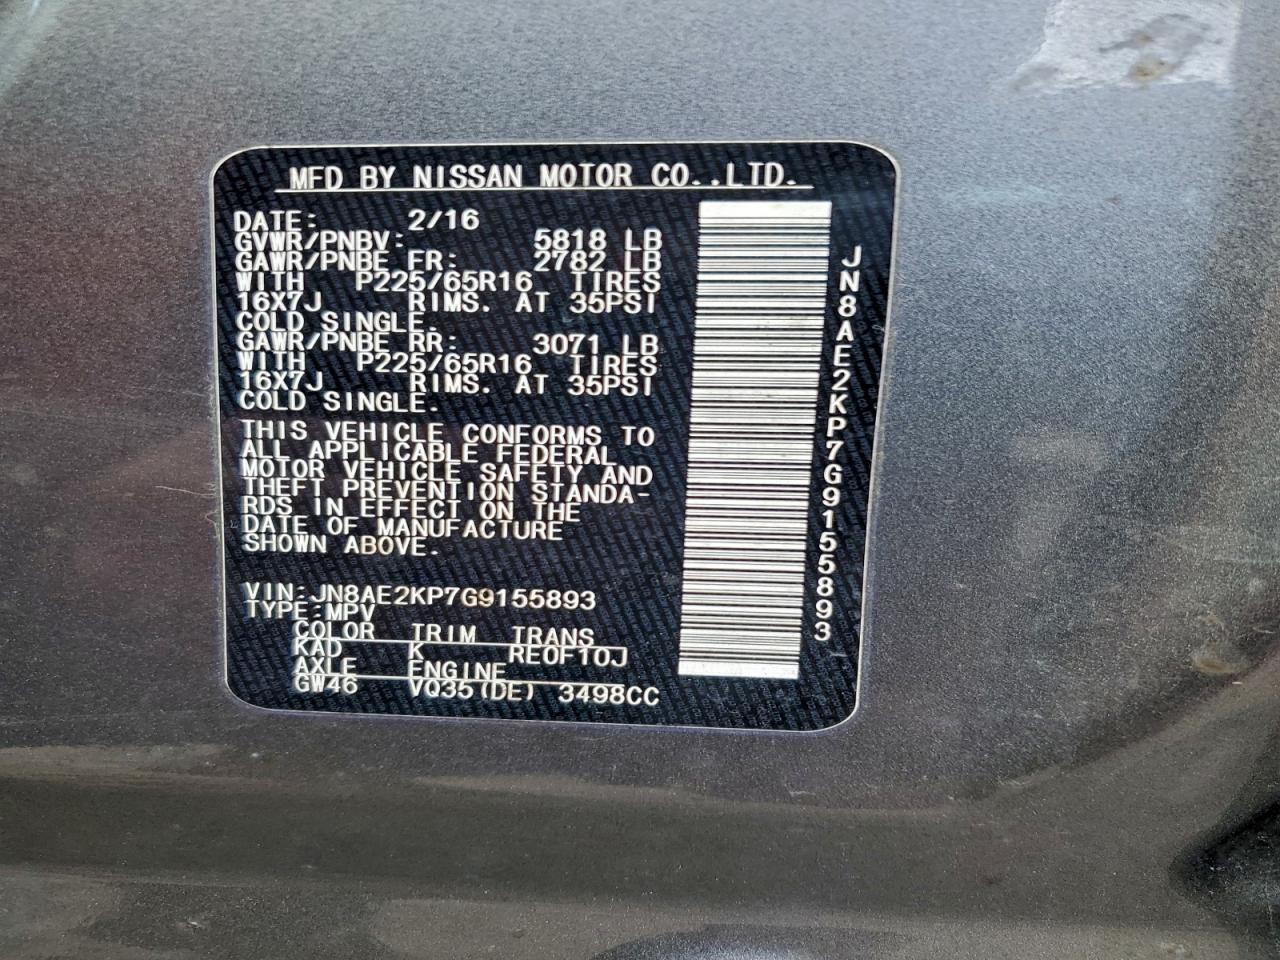 MFD BY NISSAN MOTOR CO.,LTD.
DATE: 2/16
GVWR/PNBV: 5818 LB
GAWR/PNBE FR: 2782 LB
WITH P225/65R16 TIRES
16X7J RIMS. AT 35PSI
COLD SINGLE.
GAWR/PNBE RR: 3071 LB
WITH P225/65R16 TIRES
16X7J RIMS. AT 35PSI
COLD SINGLE.
THIS VEHICLE CONFORMS TO
ALL APPLICABLE FEDERAL
MOTOR VEHICLE SAFETY AND
THEFT PREVENTION STANDA-
RDS IN EFFECT ON THE
DATE OF MANUFACTURE
SHOWN ABOVE.
VIN:JN8AE2KP7G9155893
TYPE:MPV
COLOR TRIM TRANS
KAD K RE0F10J
AXLE ENGINE
GW46 VQ35(DE) 3498CC
JN8AE2KP7G9155893